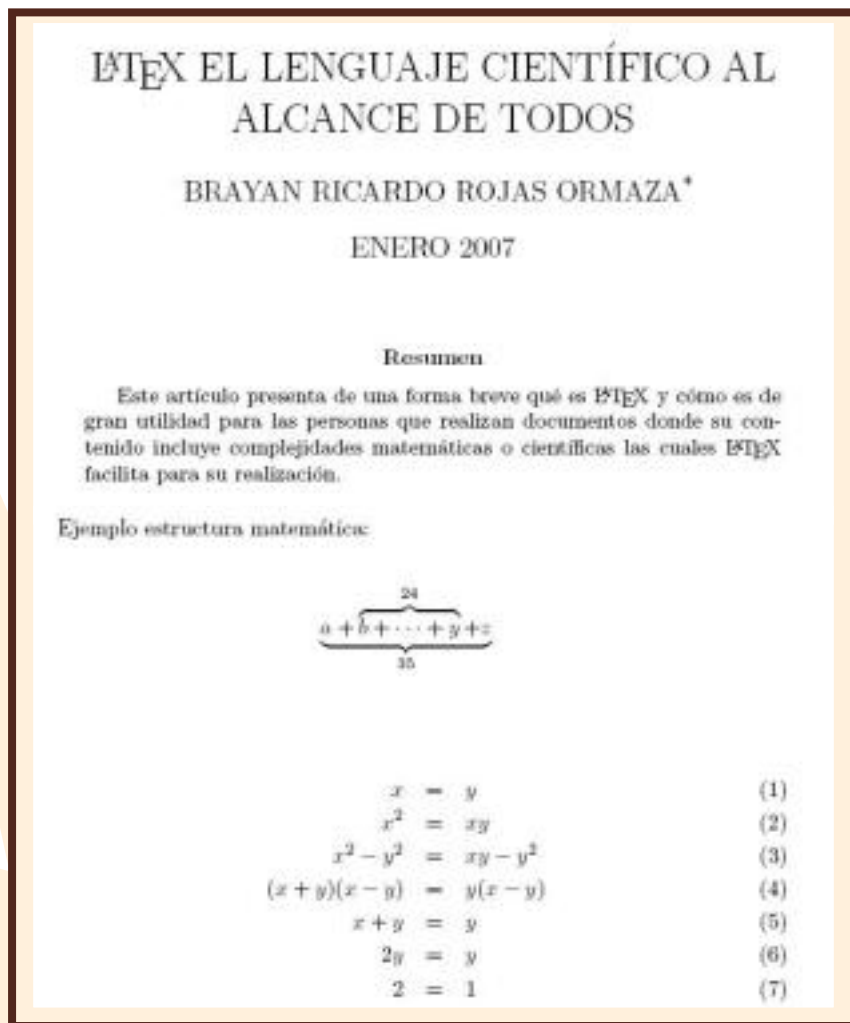 LATEX EL LENGUAJE CIENTÍFICO AL
ALCANCE DE TODOS
BRAYAN RICARDO ROJAS ORMAZA*
ENERO 2007
Resumen
Este artículo presenta de una forma breve qué es LATEX y cómo es de
gran utilidad para las personas que realizan documentos donde su con-
tenido incluye complejidades matemáticas o científicas las cuales LATEX
facilita para su realización.
Ejemplo estructura matemática:
24
a + b + · · · + y + z
35
x = y (1)
x² = xy (2)
x² − y² = xy − y² (3)
(x + y)(x − y) = y(x − y) (4)
x + y = y (5)
2y = y (6)
2 = 1 (7)